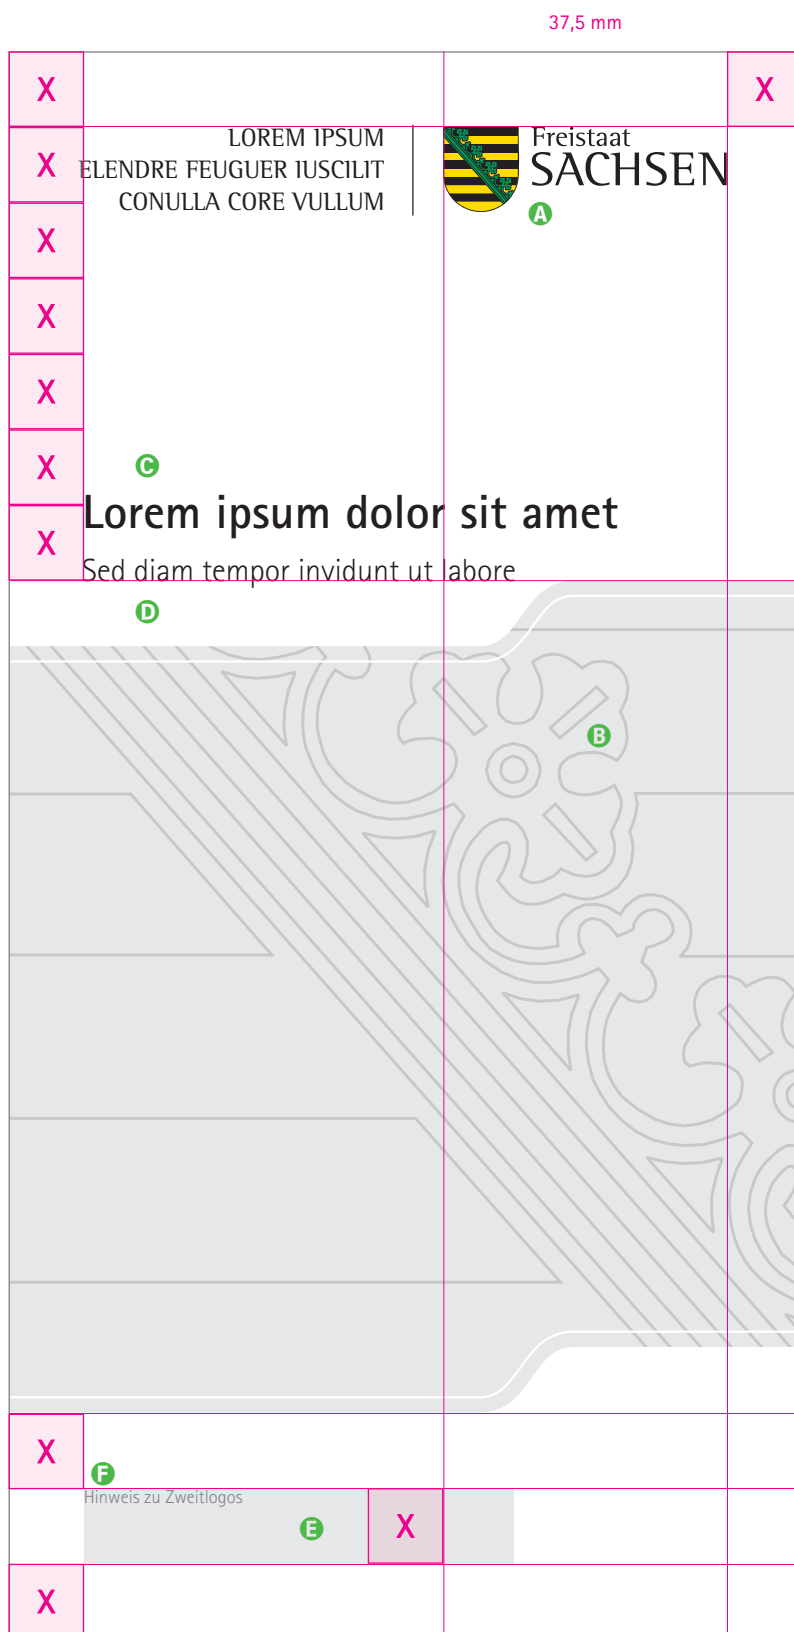 37,5 mm
X
X
LOREM IPSUM
ELENDRE FEUGUER IUSCILIT
CONULLA CORE VULLUM
Freistaat
SACHSEN
X
A
X
X
X
X
C
X
Lorem ipsum dolor sit amet
Sed diam tempor invidunt ut labore
D
B
X
F
Hinweis zu Zweitlogos
E
X
X